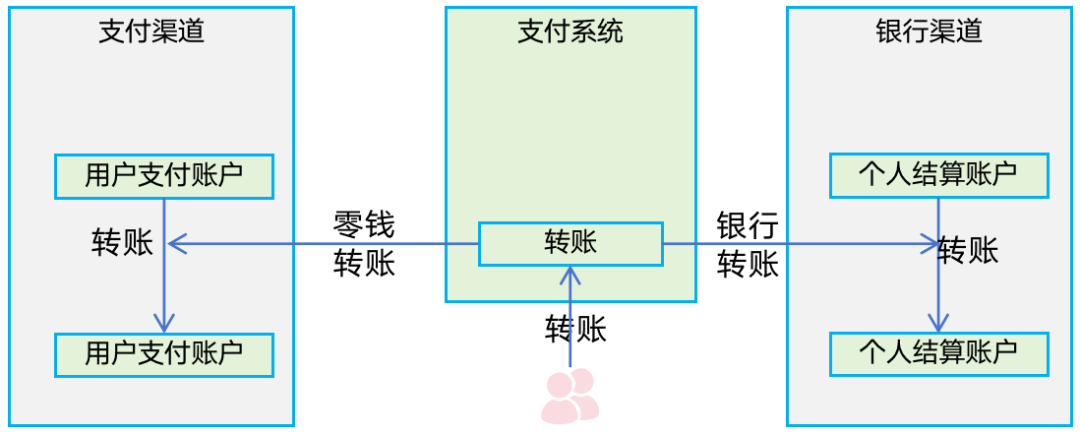 支付渠道
支付系统
银行渠道
用户支付账户
个人结算账户
零钱
转账
银行
转账
转账
转账
转账
转账
用户支付账户
个人结算账户